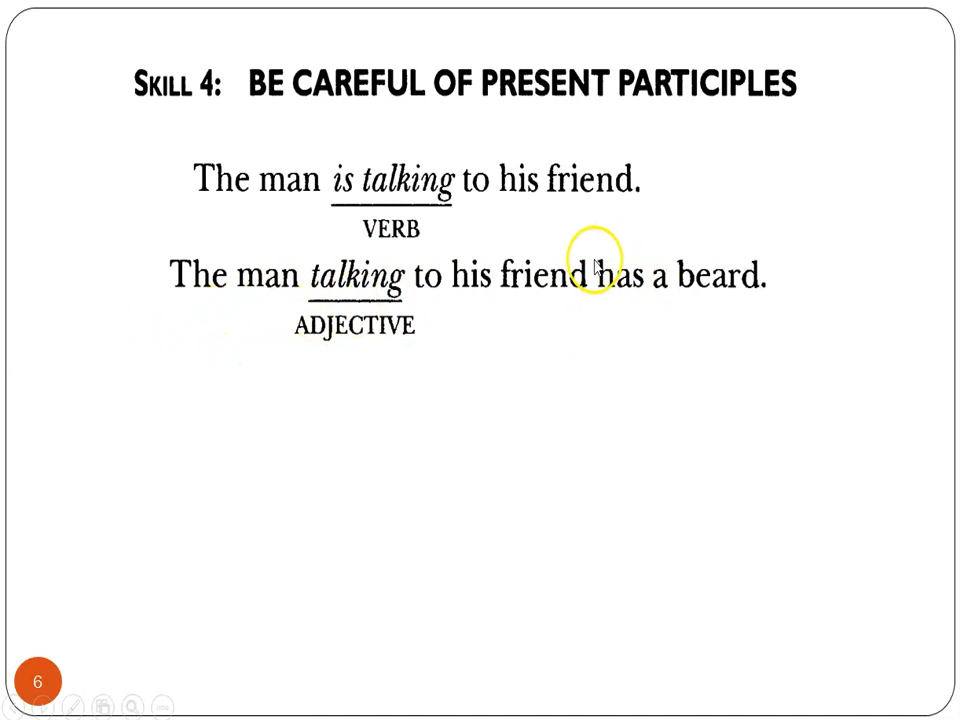 SKILL 4: BE CAREFUL OF PRESENT PARTICIPLES
The man is talking to his friend.
VERB
The man talking to his friend has a beard.
ADJECTIVE
6